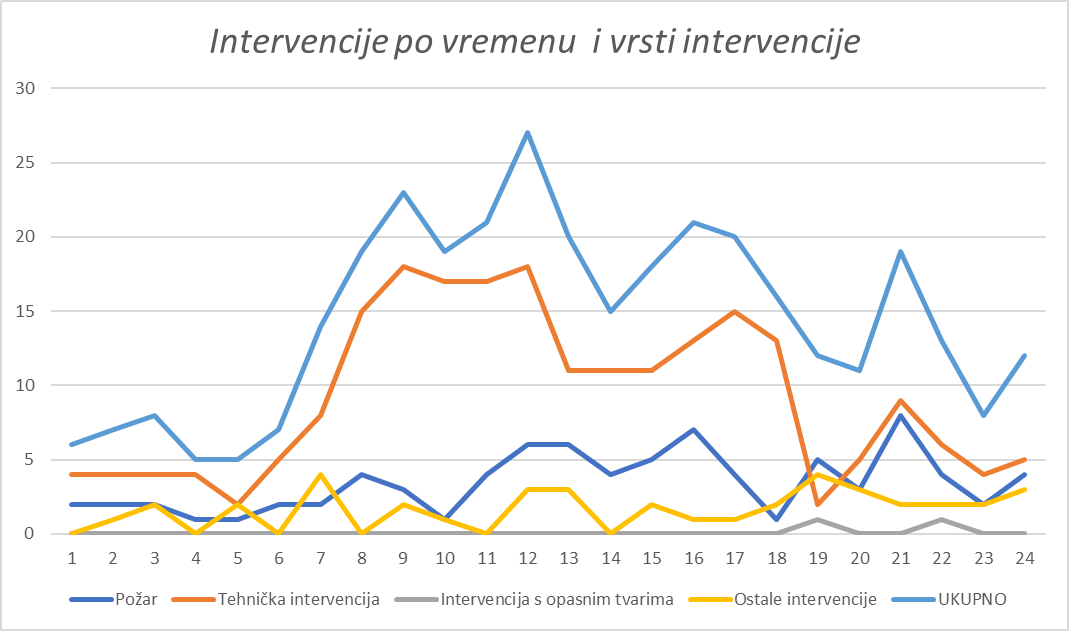 Intervencije po vremenu i vrsti intervencije
30
25
20
15
10
5
0
1 2 3 4 5 6 7 8 9 10 11 12 13 14 15 16 17 18 19 20 21 22 23 24
Požar Tehnička intervencija Intervencija s opasnim tvarima Ostale intervencije UKUPNO